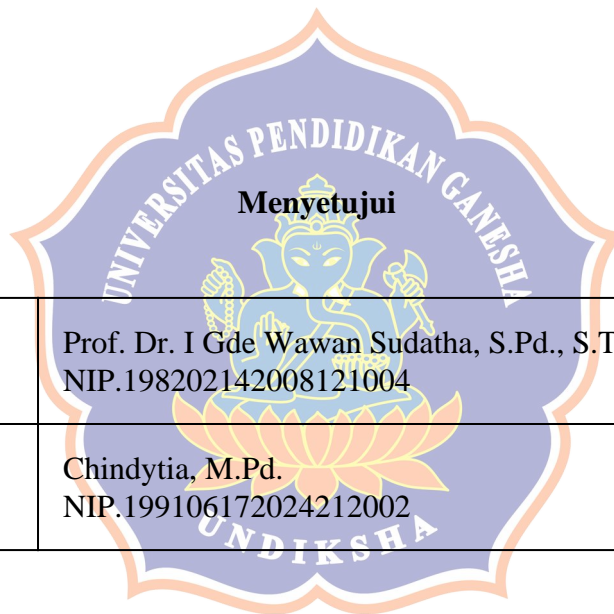 UNIVERSITAS PENDIDIKAN GANESHA
Menyetujui
Prof. Dr. I Gde Wawan Sudatha, S.Pd., S.T
NIP.198202142008121004
Chindytia, M.Pd.
NIP.199106172024212002
UNDIKSHA